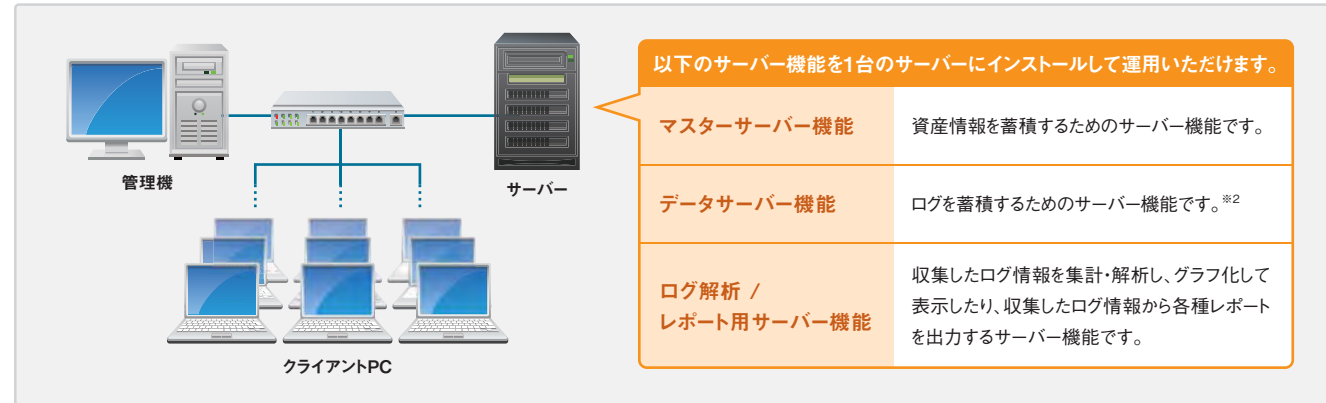 管理機
サーバー
クライアントPC
以下のサーバー機能を1台のサーバーにインストールして運用いただけます。
マスターサーバー機能
資産情報を蓄積するためのサーバー機能です。
データサーバー機能
ログを蓄積するためのサーバー機能です。※2
ログ解析 /
レポート用サーバー機能
収集したログ情報を集計・解析し、グラフ化して
表示したり、収集したログ情報から各種レポート
を出力するサーバー機能です。